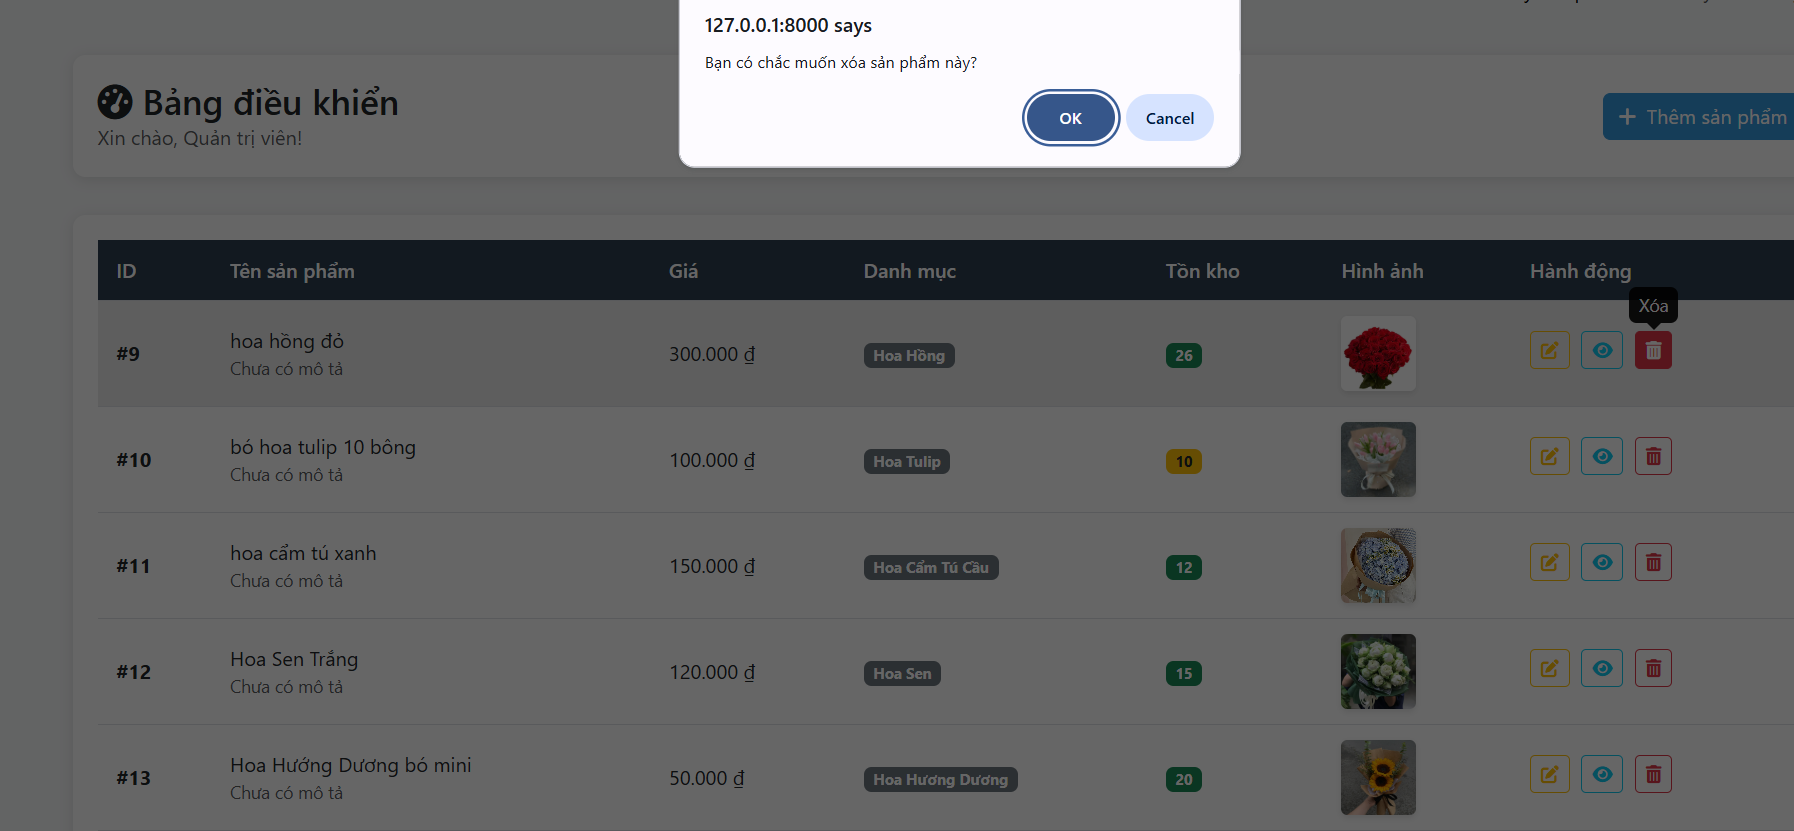 127.0.0.1:8000 says
Bạn có chắc muốn xóa sản phẩm này?
OK Cancel
Bảng điều khiển
Xin chào, Quản trị viên!
Thêm sản phẩm
ID Tên sản phẩm Giá Danh mục Tồn kho Hình ảnh Hành động
Xóa
#9 hoa hồng đỏ 300.000 ₫ Hoa Hồng 26
Chưa có mô tả
#10 bó hoa tulip 10 bông 100.000 ₫ Hoa Tulip 10
Chưa có mô tả
#11 hoa cẩm tú xanh 150.000 ₫ Hoa Cẩm Tú Cầu 12
Chưa có mô tả
#12 Hoa Sen Trắng 120.000 ₫ Hoa Sen 15
Chưa có mô tả
#13 Hoa Hướng Dương bó mini 50.000 ₫ Hoa Hương Dương 20
Chưa có mô tả